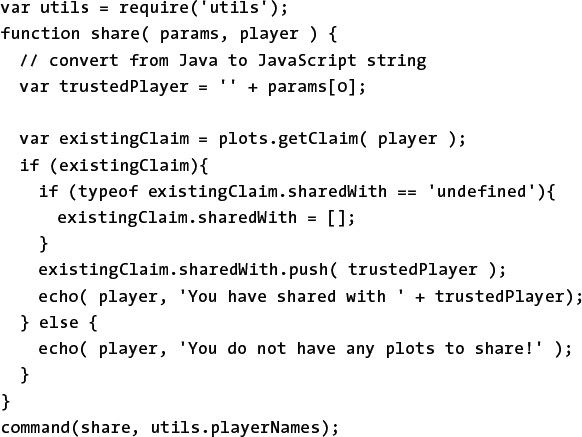 var utils = require('utils');
function share( params, player ) {
  // convert from Java to JavaScript string
  var trustedPlayer = '' + params[0];

  var existingClaim = plots.getClaim( player );
  if (existingClaim){
    if (typeof existingClaim.sharedWith == 'undefined'){
      existingClaim.sharedWith = [];
    }
    existingClaim.sharedWith.push( trustedPlayer );
    echo( player, 'You have shared with ' + trustedPlayer);
  } else {
    echo( player, 'You do not have any plots to share!' );
  }
}
command(share, utils.playerNames);